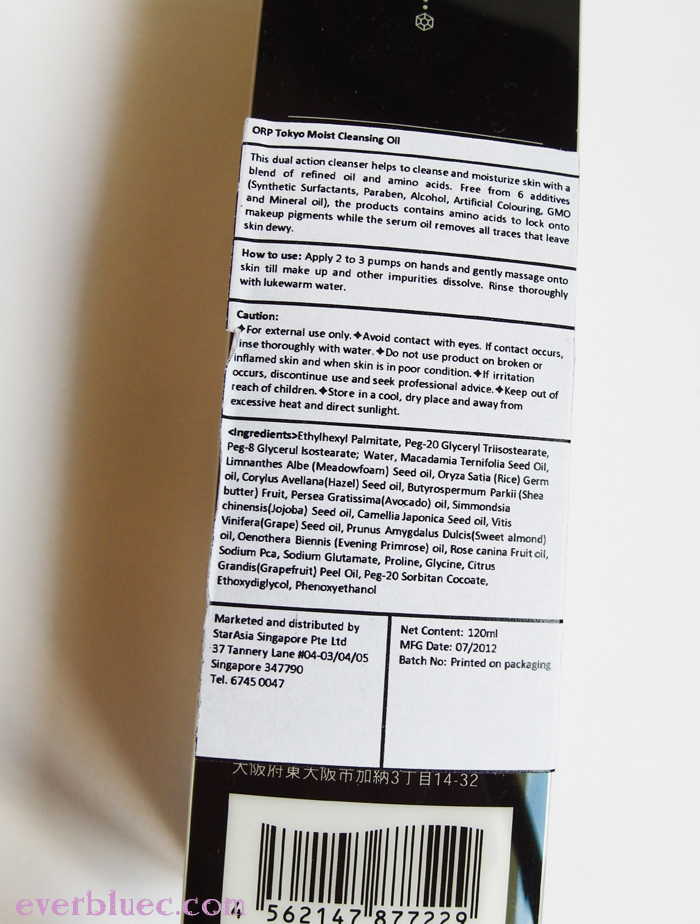 ORP Tokyo Moist Cleansing Oil
This dual action cleanser helps to cleanse and moisturize skin with a
blend of refined oil and amino acids. Free from 6 additives
(Synthetic Surfactants, Paraben, Alcohol, Artificial Colouring, GMO
and Mineral oil), the products contains amino acids to lock onto
makeup pigments while the serum oil removes all traces that leave
skin dewy.
How to use: Apply 2 to 3 pumps on hands and gently massage onto
skin till make up and other impurities dissolve. Rinse thoroughly
with lukewarm water.
Caution:
✦For external use only.✦Avoid contact with eyes. If contact occurs,
inse thoroughly with water.✦Do not use product on broken or
inflamed skin and when skin is in poor condition.✦If irritation
occurs, discontinue use and seek professional advice.✦Keep out of
reach of children.✦Store in a cool, dry place and away from
excessive heat and direct sunlight.
<Ingredients>Ethylhexyl Palmitate, Peg-20 Glyceryl Triisostearate,
Peg-8 Glycerul Isostearate; Water, Macadamia Ternifolia Seed Oil,
Limnanthes Albe (Meadowfoam) Seed oil, Oryza Satia (Rice) Germ
oil, Corylus Avellana(Hazel) Seed oil, Butyrospermum Parkii (Shea
butter) Fruit, Persea Gratissima(Avocado) oil, Simmondsia
chinensis(Jojoba) Seed oil, Camellia Japonica Seed oil, Vitis
Vinifera(Grape) Seed oil, Prunus Amygdalus Dulcis(Sweet almond)
oil, Oenothera Biennis (Evening Primrose) oil, Rose canina Fruit oil,
Sodium Pca, Sodium Glutamate, Proline, Glycine, Citrus
Grandis(Grapefruit) Peel Oil, Peg-20 Sorbitan Cocoate,
Ethoxydiglycol, Phenoxyethanol
Marketed and distributed by
StarAsia Singapore Pte Ltd
37 Tannery Lane #04-03/04/05
Singapore 347790
Tel. 6745 0047
Net Content: 120ml
MFG Date: 07/2012
Batch No: Printed on packaging
大阪府東大阪市加納3丁目14-32
4 562147 877229
everbluec.com